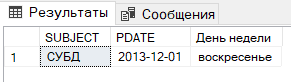 Результаты Сообщения
SUBJECT PDATE День недели
1 СУБД 2013-12-01 воскресенье